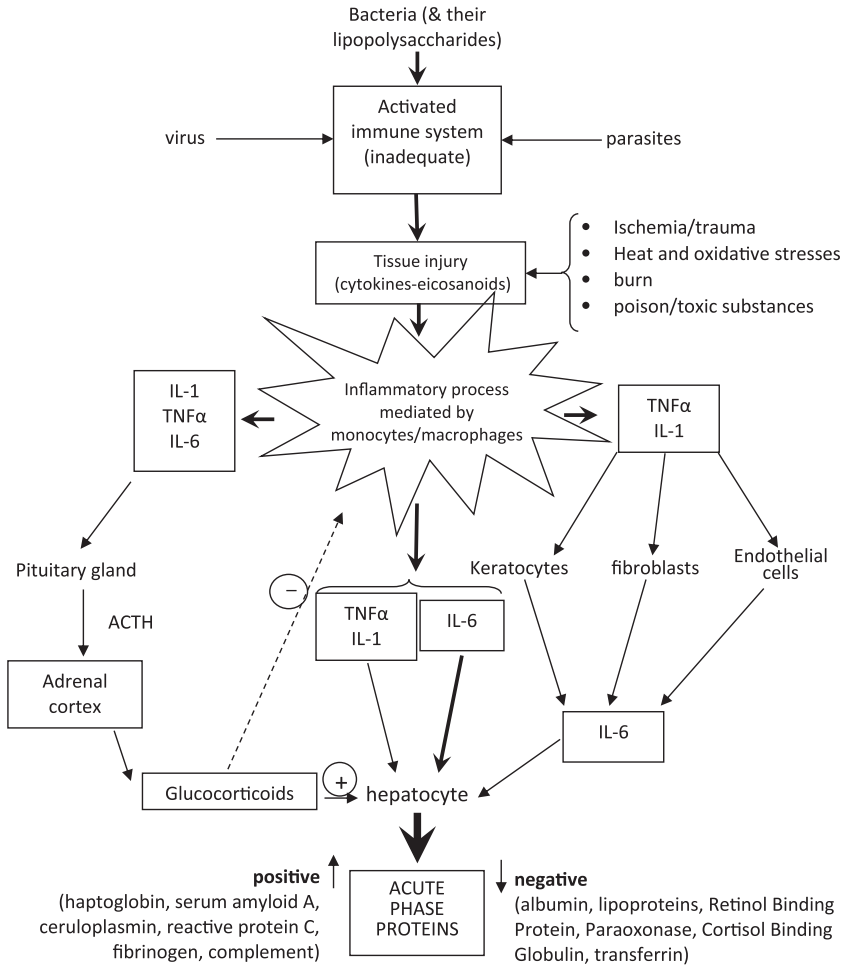 Bacteria (& their
lipopolysaccharides)
Activated
immune system
(inadequate)
virus
parasites
Tissue injury
(cytokines-eicosanoids)
• Ischemia/trauma
• Heat and oxidative stresses
• burn
• poison/toxic substances
Inflammatory process
mediated by
monocytes/macrophages
IL-1
TNFα
IL-6
TNFα
IL-1
Pituitary gland
Keratocytes
fibroblasts
Endothelial
cells
ACTH
−
TNFα
IL-1
IL-6
Adrenal
cortex
IL-6
Glucocorticoids
+
hepatocyte
positive
(haptoglobin, serum amyloid A,
ceruloplasmin, reactive protein C,
fibrinogen, complement)
ACUTE
PHASE
PROTEINS
negative
(albumin, lipoproteins, Retinol Binding
Protein, Paraoxonase, Cortisol Binding
Globulin, transferrin)